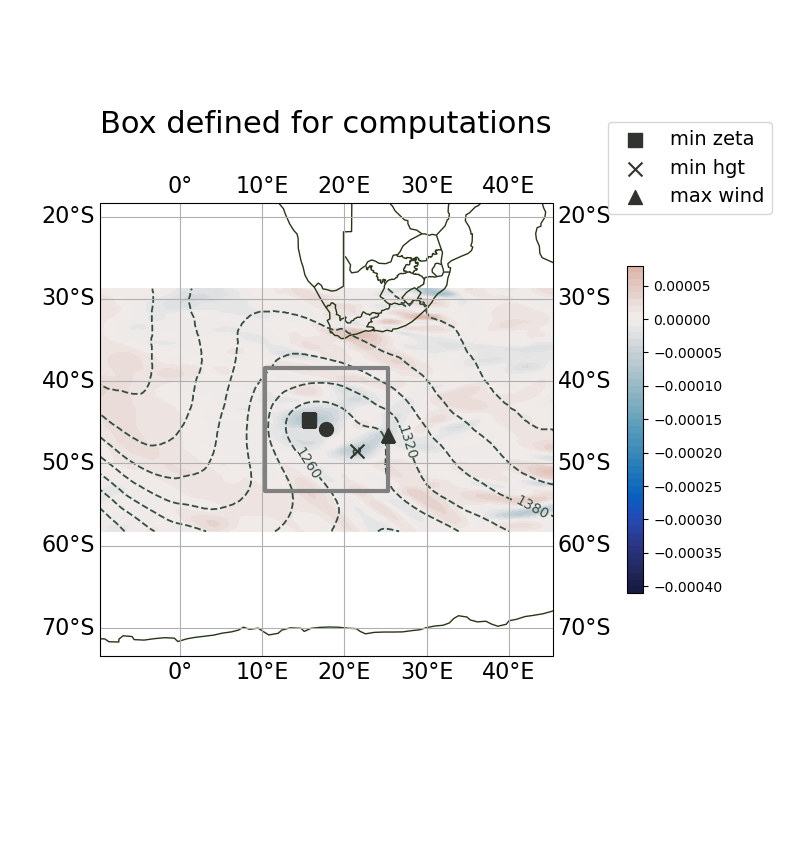 Box defined for computations
min zeta
min hgt
max wind
0° 10°E 20°E 30°E 40°E
20°S 20°S
30°S 30°S
40°S 40°S
50°S 50°S
60°S 60°S
70°S 70°S
0° 10°E 20°E 30°E 40°E
1260
1320
1380
0.00005
0.00000
−0.00005
−0.00010
−0.00015
−0.00020
−0.00025
−0.00030
−0.00035
−0.00040